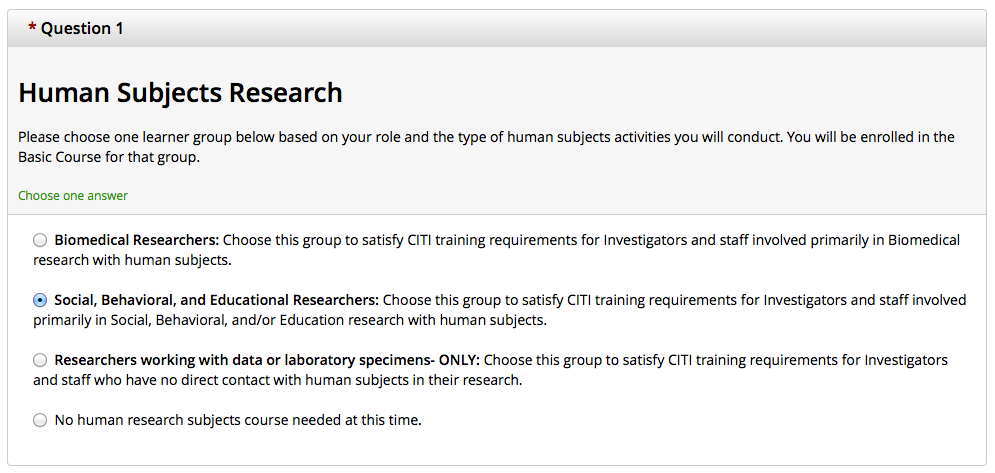 * Question 1
Human Subjects Research
Please choose one learner group below based on your role and the type of human subjects activities you will conduct. You will be enrolled in the
Basic Course for that group.
Choose one answer
Biomedical Researchers: Choose this group to satisfy CITI training requirements for Investigators and staff involved primarily in Biomedical
research with human subjects.
Social, Behavioral, and Educational Researchers: Choose this group to satisfy CITI training requirements for Investigators and staff involved
primarily in Social, Behavioral, and/or Education research with human subjects.
Researchers working with data or laboratory specimens- ONLY: Choose this group to satisfy CITI training requirements for Investigators
and staff who have no direct contact with human subjects in their research.
No human research subjects course needed at this time.